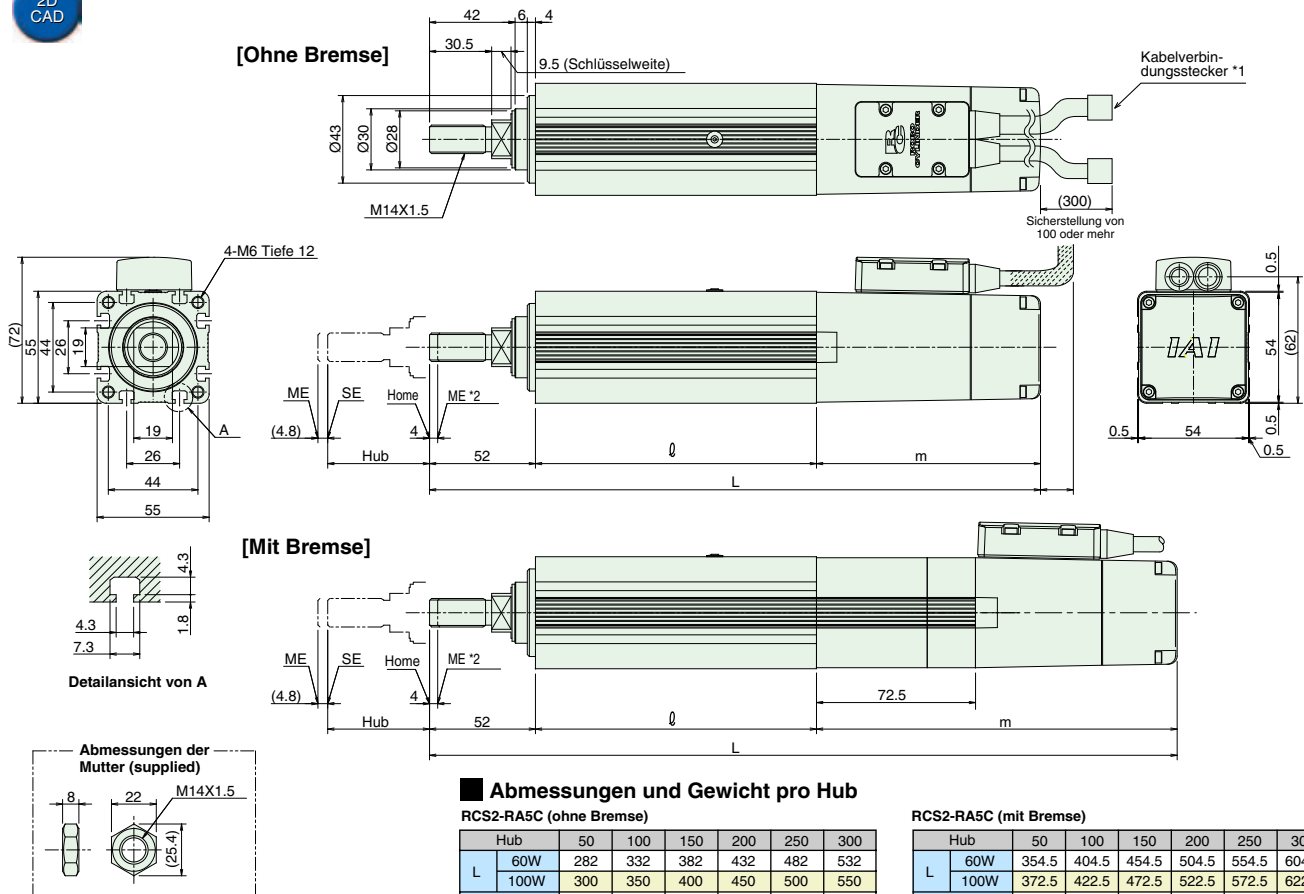 2D
CAD
[Ohne Bremse]
42
6
4
30.5
9.5 (Schlüsselweite)
Kabelverbin-
dungsstecker *1
Ø43
Ø30
Ø28
M14X1.5
ROBO
CYLINDER
(300)
Sicherstellung von
100 oder mehr
4-M6 Tiefe 12
(72)
55
44
26
19
19
26
44
55
A
ME
SE
Home
ME *2
(4.8)
4
Hub
52
ℓ
m
L
IAI
0.5
54
(62)
0.5
0.5
54
0.5
[Mit Bremse]
4.3
1.8
4.3
7.3
Detailansicht von A
ME
SE
Home
ME *2
(4.8)
4
72.5
Hub
52
ℓ
m
L
Abmessungen der
Mutter (supplied)
8
22
M14X1.5
(25.4)
Abmessungen und Gewicht pro Hub
RCS2-RA5C (ohne Bremse)
Hub 50 100 150 200 250 300
L 60W 282 332 382 432 482 532
100W 300 350 400 450 500 550
RCS2-RA5C (mit Bremse)
Hub 50 100 150 200 250
L 60W 354.5 404.5 454.5 504.5 554.5
100W 372.5 422.5 472.5 522.5 572.5